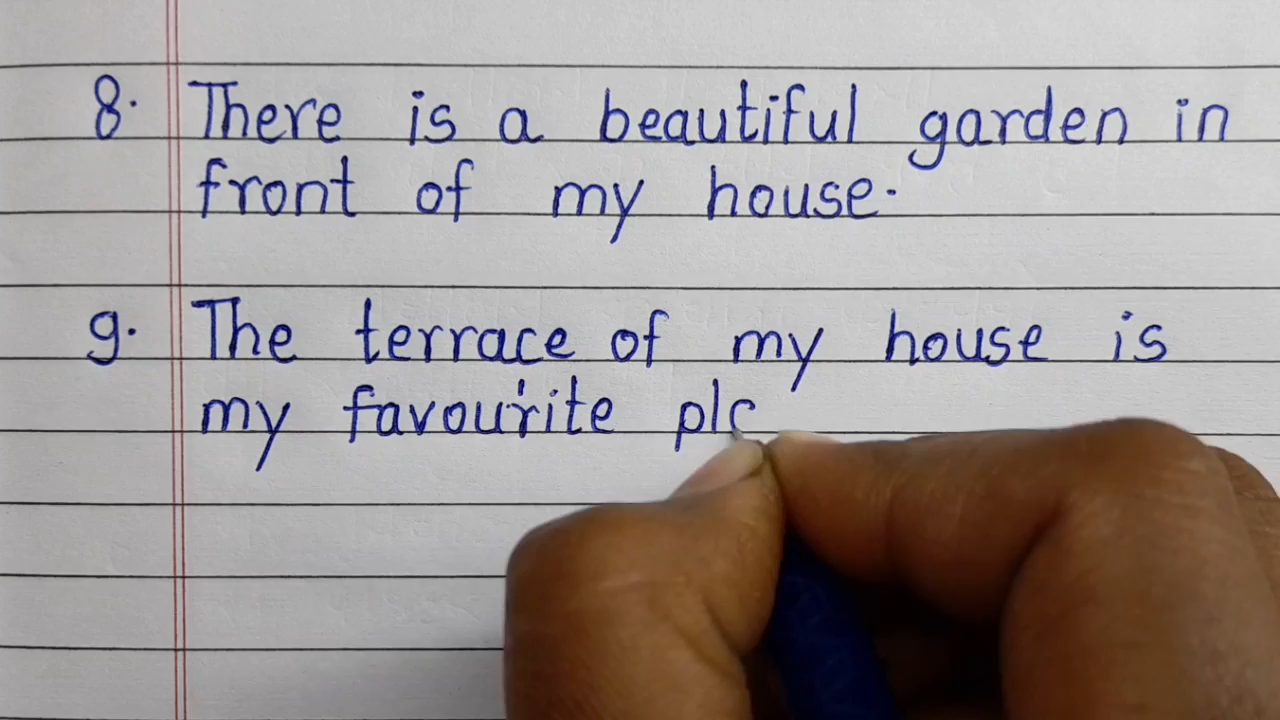 8. There is a beautiful garden in
front of my house.
9. The terrace of my house is
my favourite